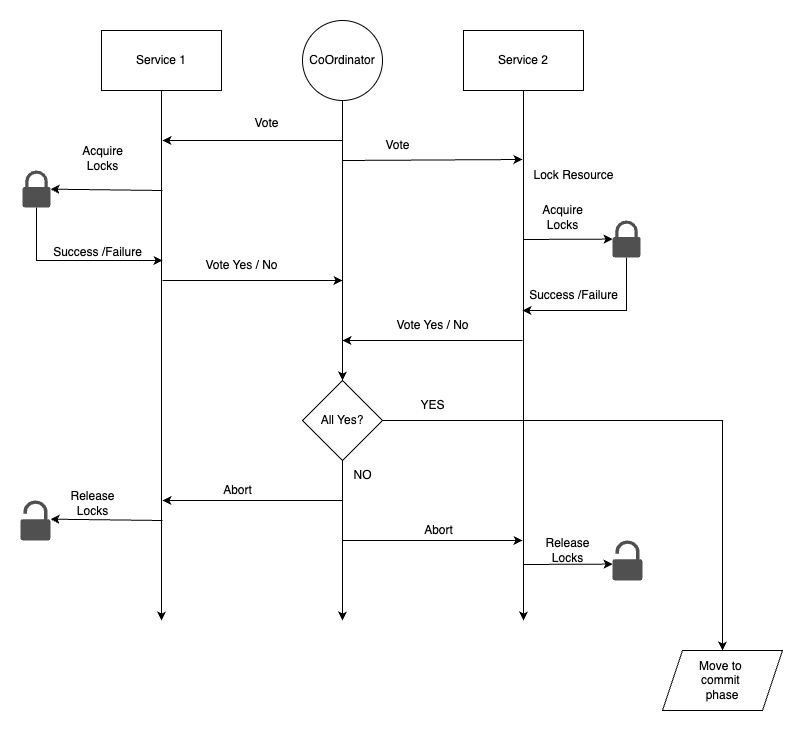 Service 1
CoOrdinator
Service 2
Vote
Vote
Acquire
Locks
Lock Resource
Acquire
Locks
Success /Failure
Vote Yes / No
Success /Failure
Vote Yes / No
All Yes?
YES
NO
Abort
Release
Locks
Abort
Release
Locks
Move to
commit
phase